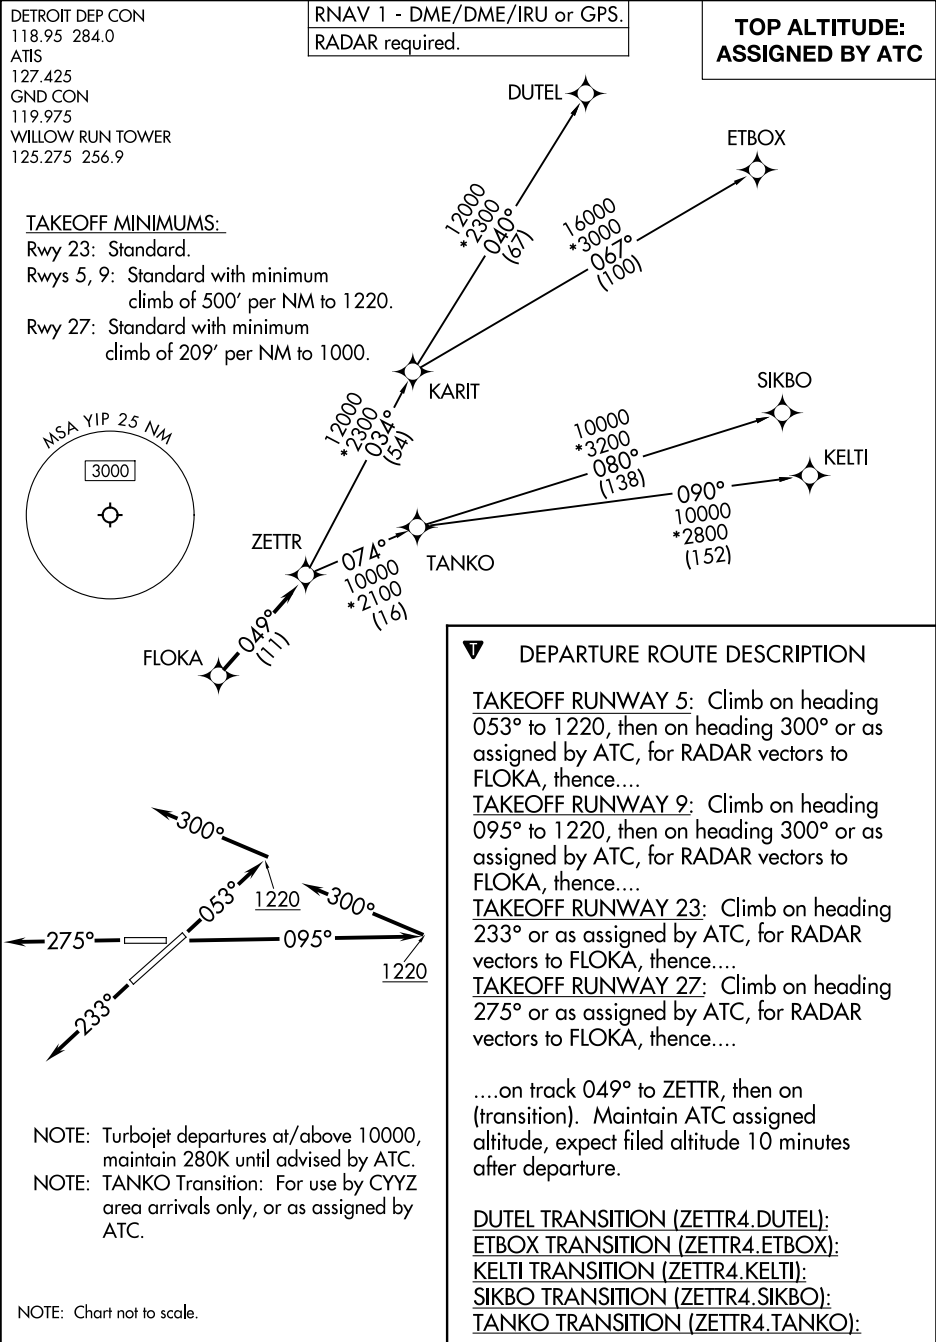 DETROIT DEP CON
118.95 284.0
ATIS
127.425
GND CON
119.975
WILLOW RUN TOWER
125.275 256.9
RNAV 1 - DME/DME/IRU or GPS.
RADAR required.
TOP ALTITUDE:
ASSIGNED BY ATC
TAKEOFF MINIMUMS:
Rwy 23: Standard.
Rwys 5, 9: Standard with minimum
climb of 500' per NM to 1220.
Rwy 27: Standard with minimum
climb of 209' per NM to 1000.
MSA YIP 25 NM
3000
DUTEL
ETBOX
12000
*2300
040°
(67)
16000
*3000
067°
(100)
KARIT
12000
*2300
034°
(54)
SIKBO
10000
*3200
080°
(138)
KELTI
090°
10000
*2800
(152)
ZETTR
074°
10000
*2100
(16)
TANKO
049°
(11)
FLOKA
300°
053°
1220
300°
275°
095°
1220
233°
NOTE: Turbojet departures at/above 10000,
maintain 280K until advised by ATC.
NOTE: TANKO Transition: For use by CYYZ
area arrivals only, or as assigned by
ATC.
NOTE: Chart not to scale.
T
DEPARTURE ROUTE DESCRIPTION
TAKEOFF RUNWAY 5: Climb on heading
053° to 1220, then on heading 300° or as
assigned by ATC, for RADAR vectors to
FLOKA, thence....
TAKEOFF RUNWAY 9: Climb on heading
095° to 1220, then on heading 300° or as
assigned by ATC, for RADAR vectors to
FLOKA, thence....
TAKEOFF RUNWAY 23: Climb on heading
233° or as assigned by ATC, for RADAR
vectors to FLOKA, thence....
TAKEOFF RUNWAY 27: Climb on heading
275° or as assigned by ATC, for RADAR
vectors to FLOKA, thence....
....on track 049° to ZETTR, then on
(transition). Maintain ATC assigned
altitude, expect filed altitude 10 minutes
after departure.
DUTEL TRANSITION (ZETTR4.DUTEL):
ETBOX TRANSITION (ZETTR4.ETBOX):
KELTI TRANSITION (ZETTR4.KELTI):
SIKBO TRANSITION (ZETTR4.SIKBO):
TANKO TRANSITION (ZETTR4.TANKO):